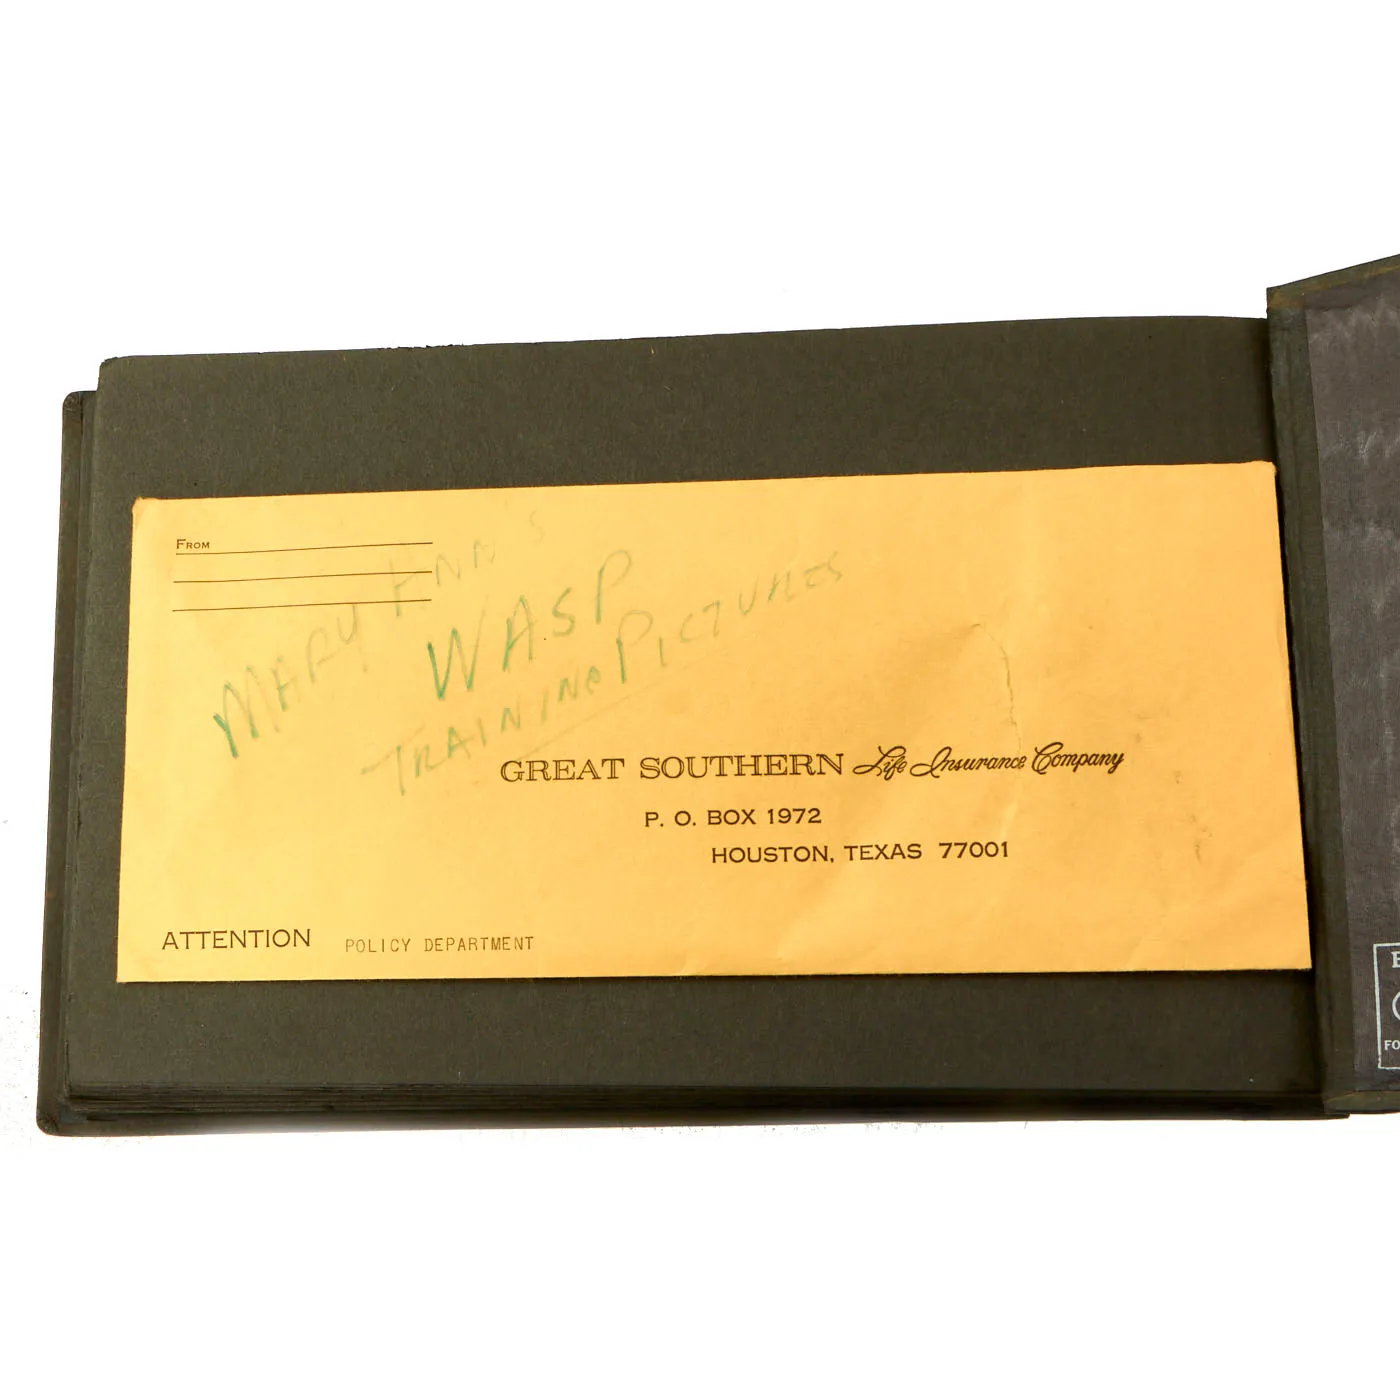 From
MARY ANN'S
WASP
TRAINING PICTURES
GREAT SOUTHERN Life Insurance Company
P. O. BOX 1972
HOUSTON, TEXAS 77001
ATTENTION POLICY DEPARTMENT